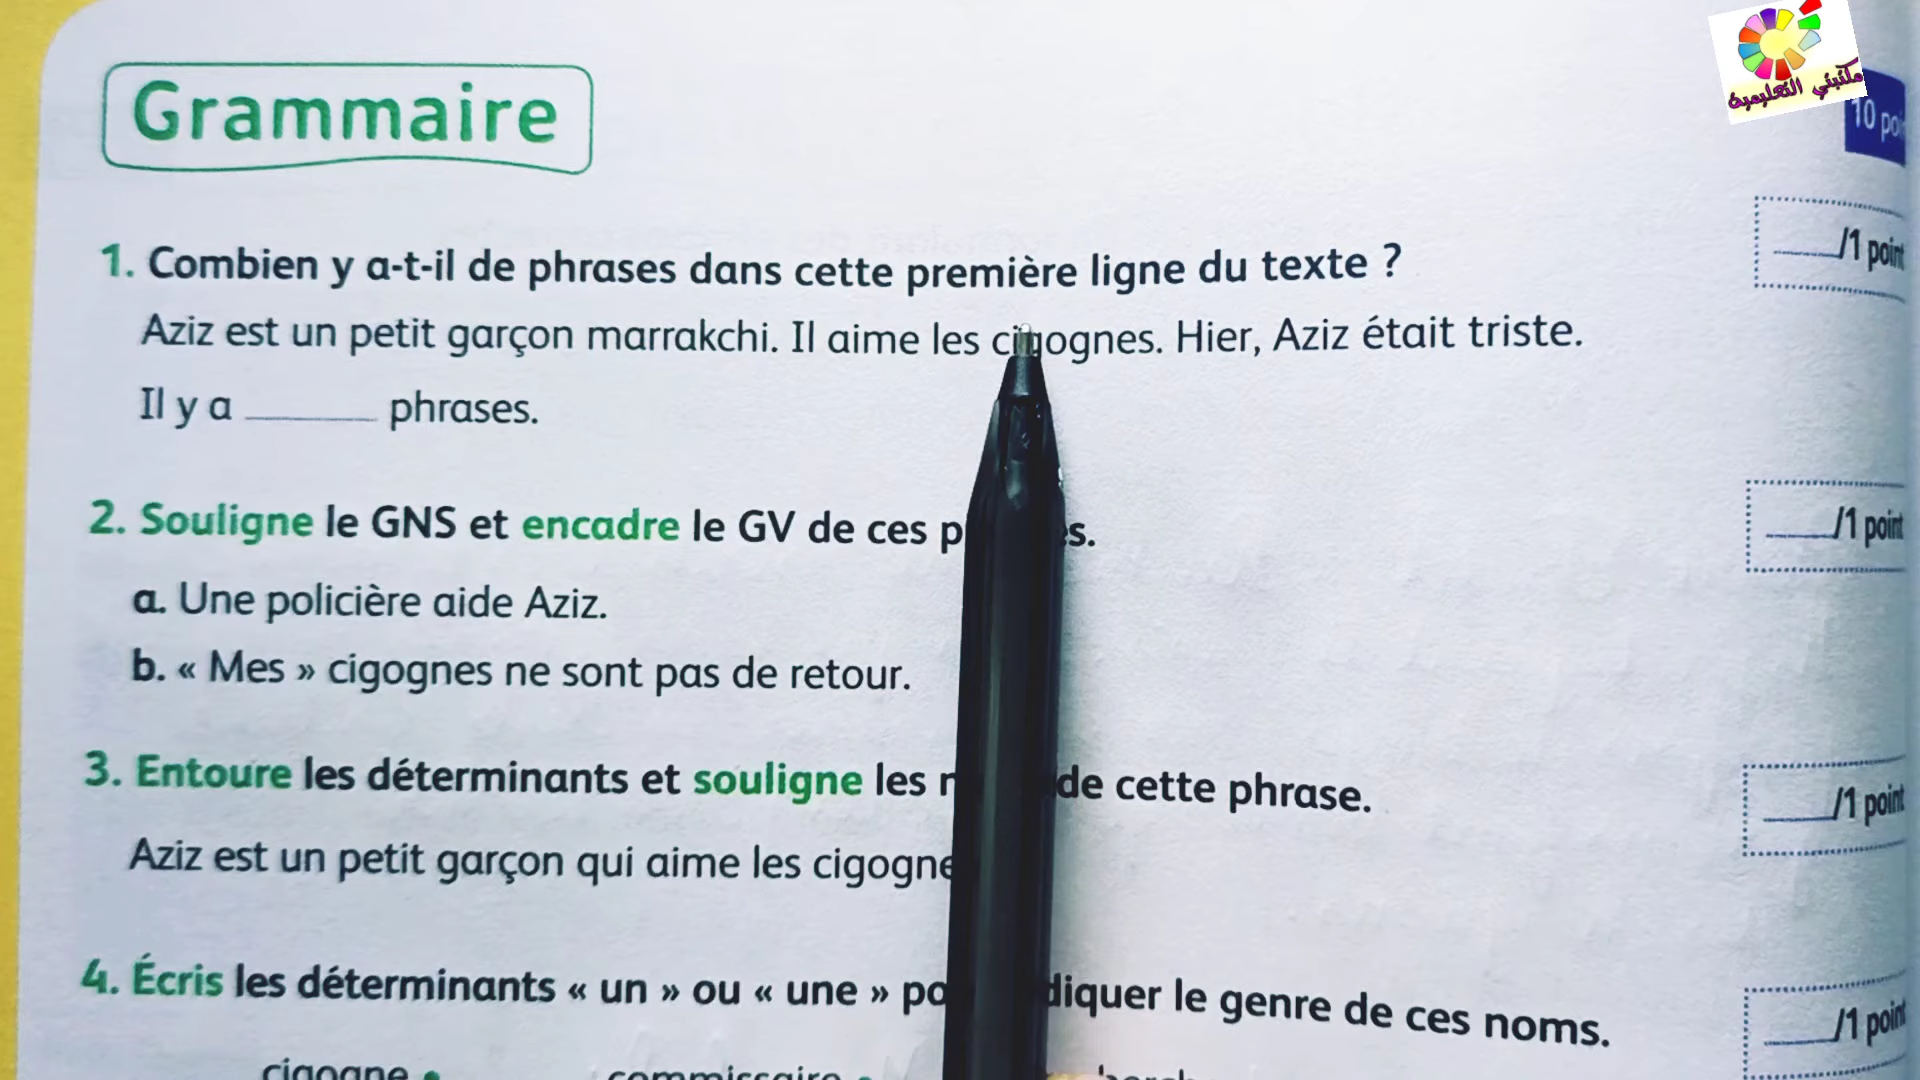 مكتبتي التعليمية
Grammaire
10
1. Combien y a-t-il de phrases dans cette première ligne du texte ?
/1 point
Aziz est un petit garçon marrakchi. Il aime les cigognes. Hier, Aziz était triste.
Il y a ______ phrases.
2. Souligne le GNS et encadre le GV de ces
/1 point
a. Une policière aide Aziz.
b. « Mes » cigognes ne sont pas de retour.
3. Entoure les déterminants et souligne les de cette phrase.
/1 point
Aziz est un petit garçon qui aime les
4. Écris les déterminants « un » ou « une » le genre de ces noms.
/1 point
cigogne commissaire